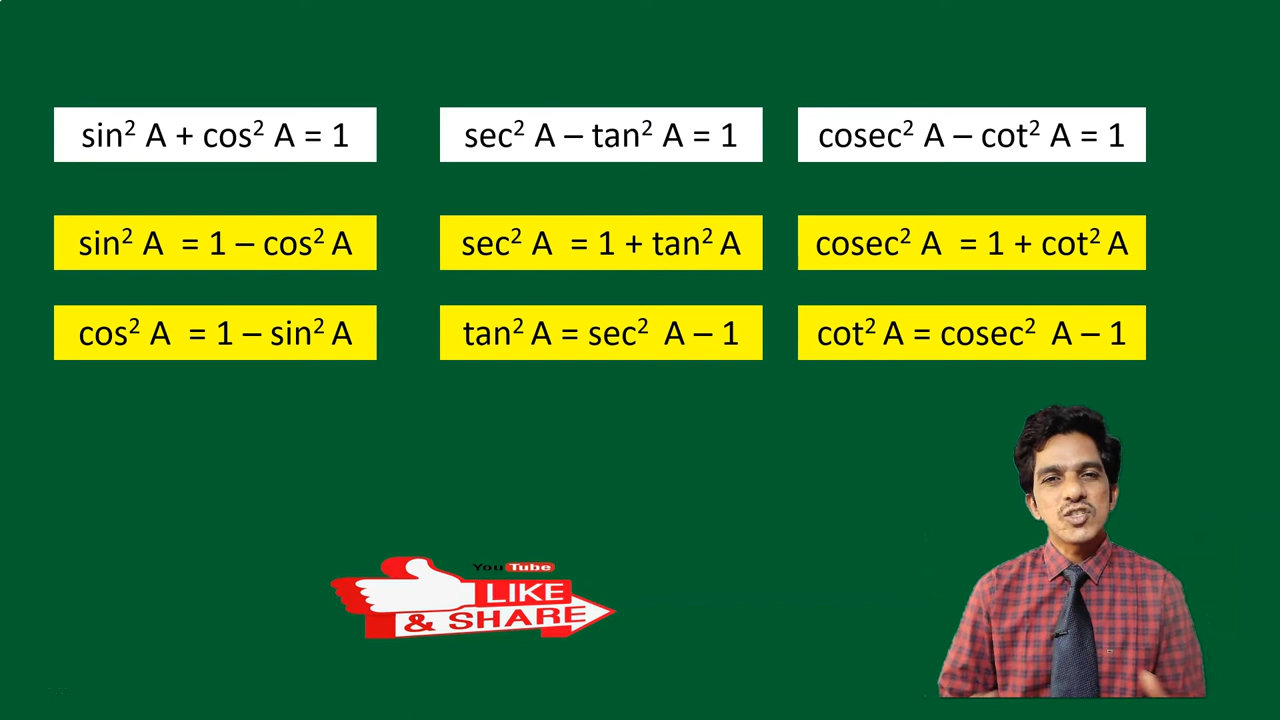 sin² A + cos² A = 1
sec² A – tan² A = 1
cosec² A – cot² A = 1
sin² A = 1 – cos² A
sec² A = 1 + tan² A
cosec² A = 1 + cot² A
cos² A = 1 – sin² A
tan² A = sec² A – 1
cot² A = cosec² A – 1
YouTube
LIKE
& SHARE